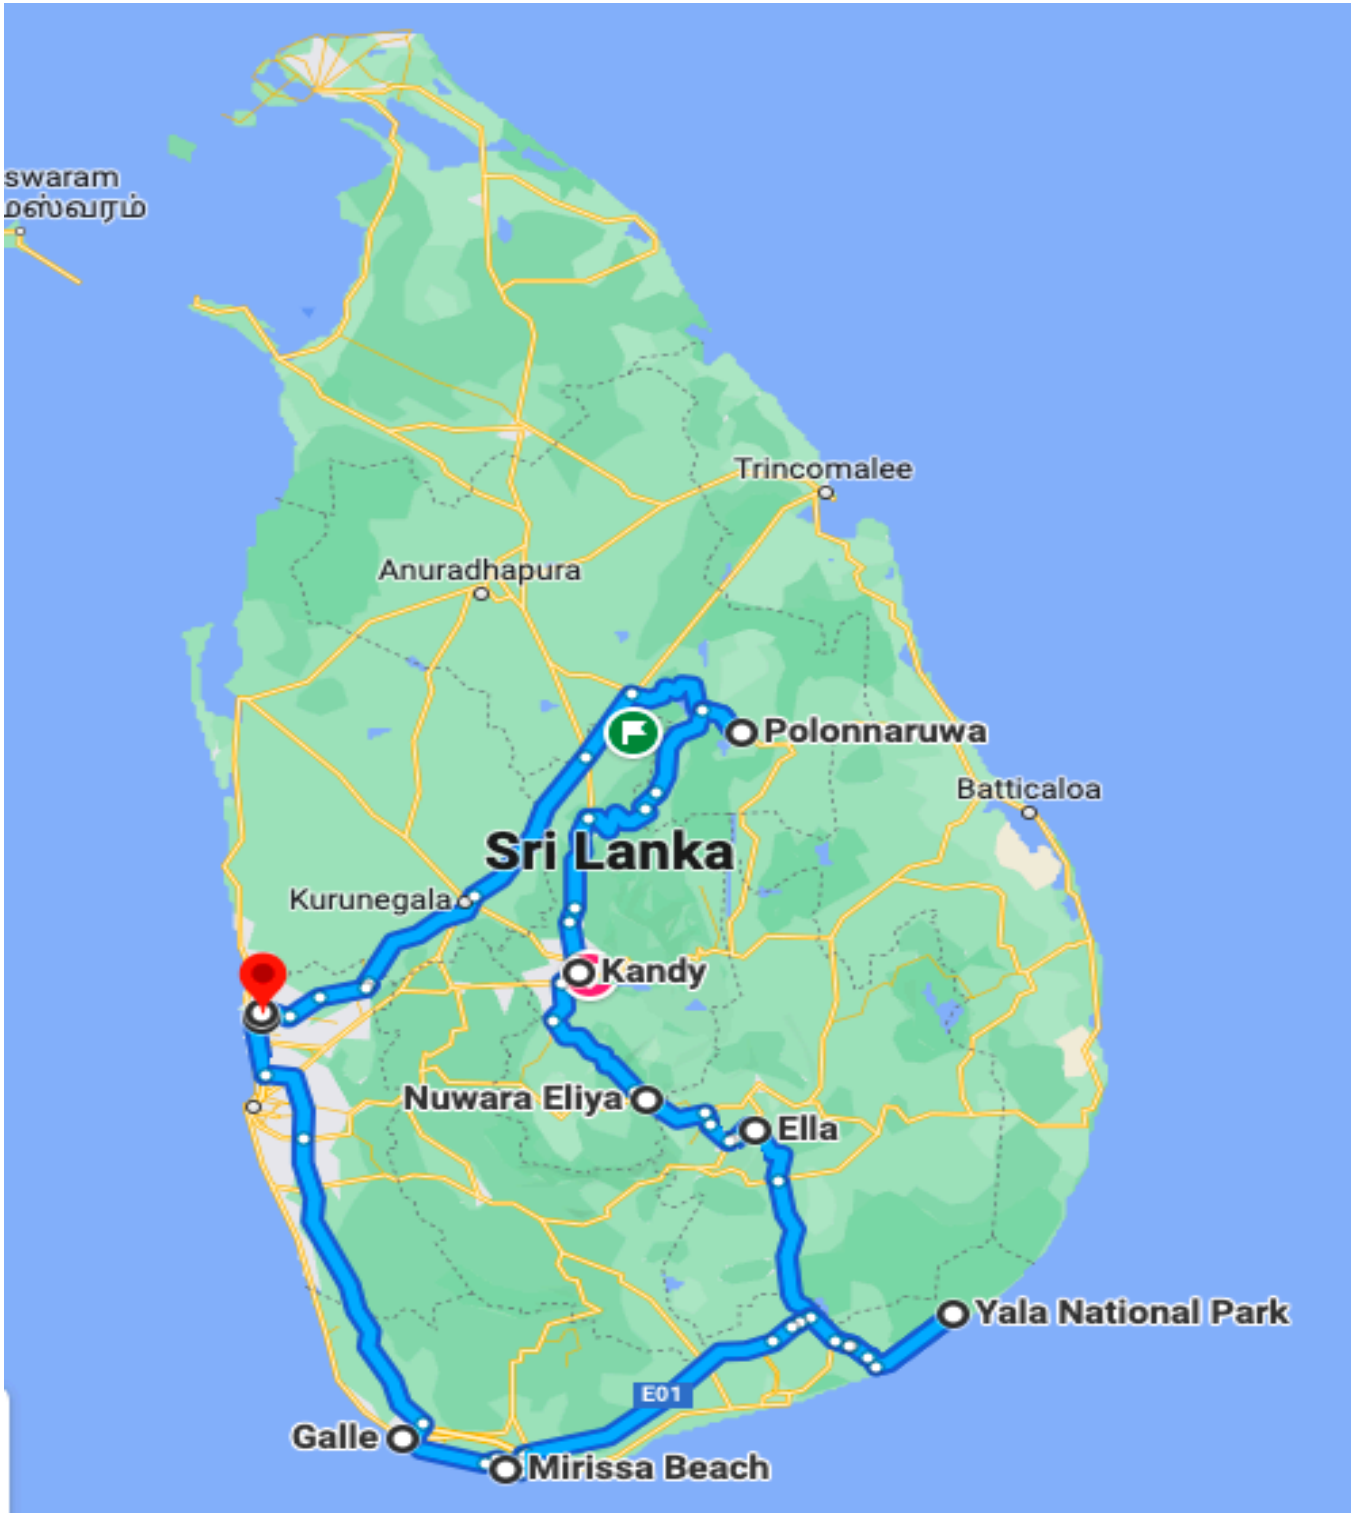 swaram
மஸ்வரம்
Trincomalee
Anuradhapura
Polonnaruwa
Batticaloa
Sri Lanka
Kurunegala
Kandy
Nuwara Eliya
Ella
Yala National Park
E01
Galle
Mirissa Beach